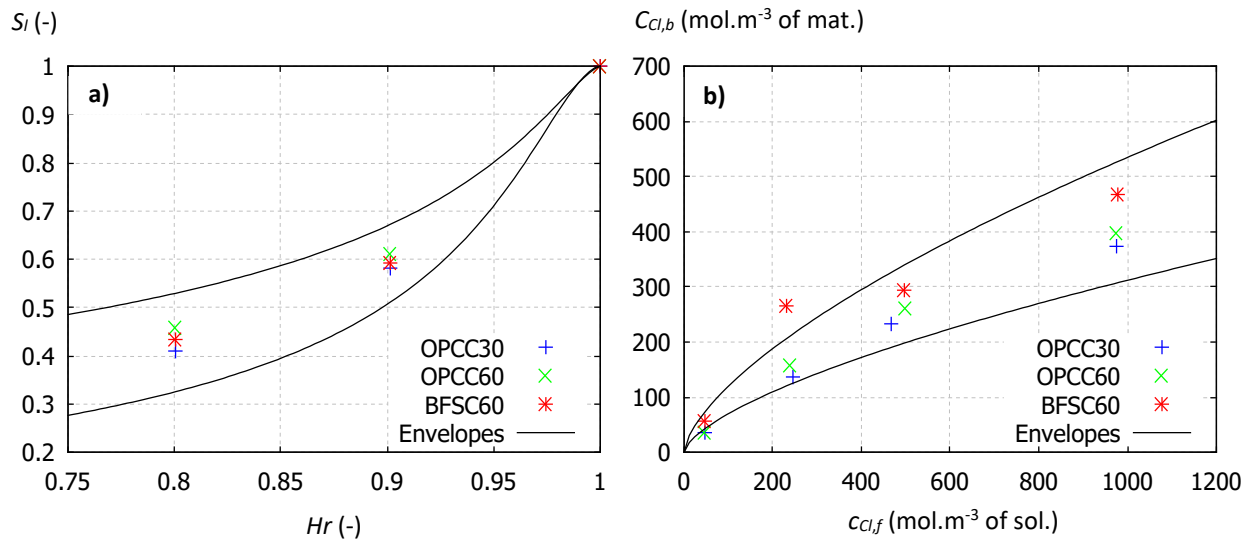 S_l (-)
a)
1
0.9
0.8
0.7
0.6
0.5
0.4
0.3
0.2
OPCC30
OPCC60
BFSC60
Envelopes
0.75 0.8 0.85 0.9 0.95 1
Hr (-)
C_Cl,b (mol.m⁻³ of mat.)
b)
700
600
500
400
300
200
100
0
OPCC30
OPCC60
BFSC60
Envelopes
0 200 400 600 800 1000 1200
c_Cl,f (mol.m⁻³ of sol.)